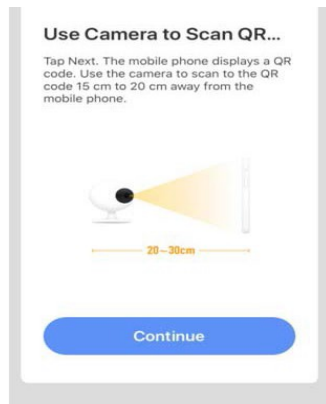 Use Camera to Scan QR...
Tap Next. The mobile phone displays a QR
code. Use the camera to scan to the QR
code 15 cm to 20 cm away from the
mobile phone.
20-30cm
Continue